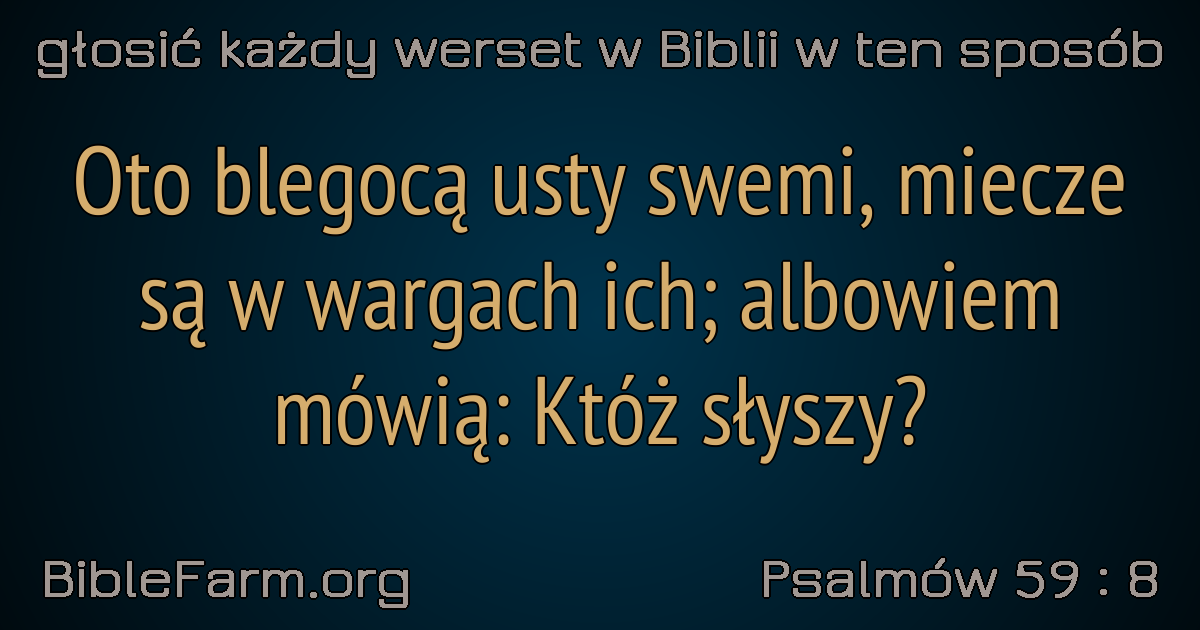 głosić każdy werset w Biblii w ten sposób
Oto blegocą usty swemi, miecze
są w wargach ich; albowiem
mówią: Któż słyszy?
BibleFarm.org
Psalmów 59 : 8